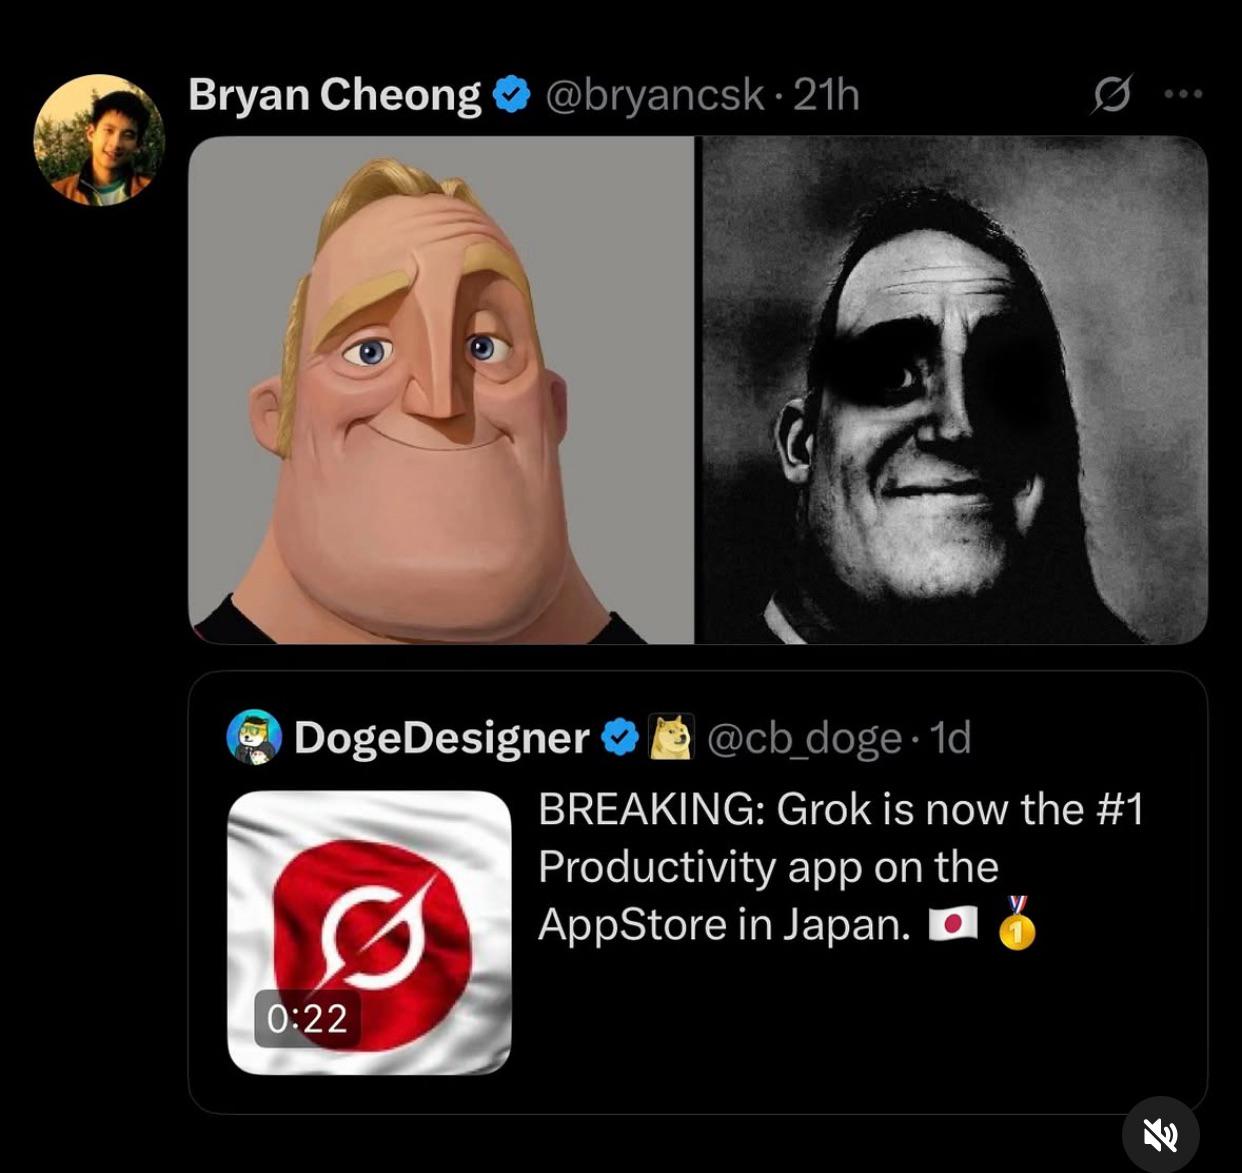 Bryan Cheong @bryancsk · 21h
DogeDesigner @cb_doge · 1d
BREAKING: Grok is now the #1
Productivity app on the
AppStore in Japan. 🇯🇵 🥇
0:22